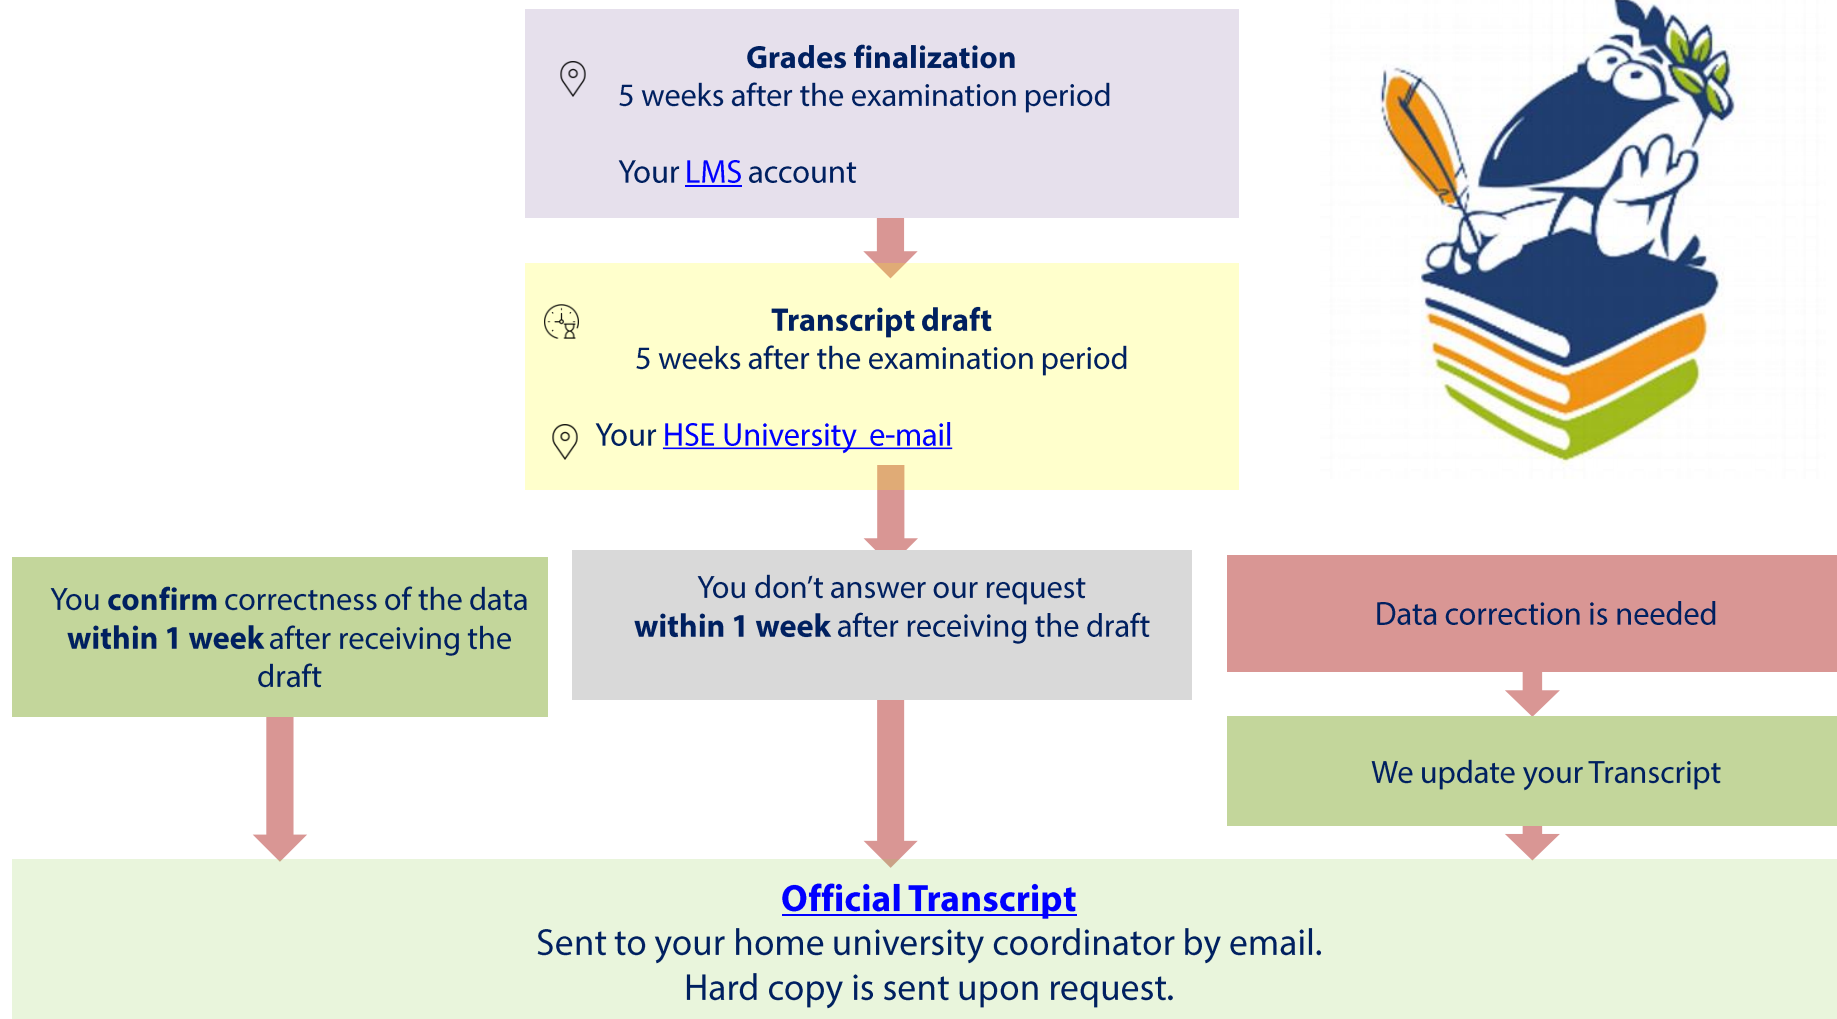 Grades finalization
5 weeks after the examination period
Your LMS account
Transcript draft
5 weeks after the examination period
Your HSE University e-mail
You confirm correctness of the data
within 1 week after receiving the
draft
You don’t answer our request
within 1 week after receiving the draft
Data correction is needed
We update your Transcript
Official Transcript
Sent to your home university coordinator by email.
Hard copy is sent upon request.